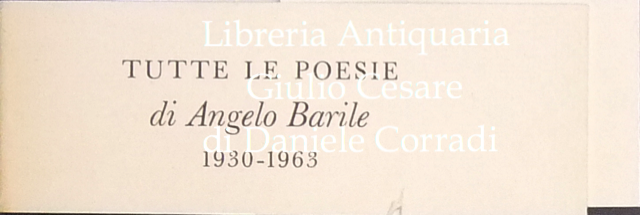 Libreria Antiquaria
TUTTE LE POESIE
Giulio Cesare
di Angelo Barile
di Daniele Corradi
1930-1963